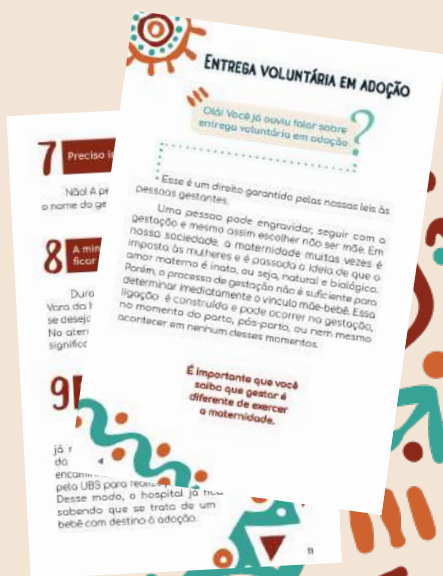 ENTREGA VOLUNTÁRIA EM ADOÇÃO
Olá! Você já ouviu falar sobre
entrega voluntária em adoção
?
Esse é um direito garantido pelas nossas leis às
pessoas gestantes.
Uma pessoa pode engravidar, seguir com a
gestação e mesmo assim escolher não ser mãe. Em
nossa sociedade, a maternidade muitas vezes é
imposta às mulheres e é passada a ideia de que o
amor materno é inato, ou seja, natural e biológico.
Porém, o processo de gestação não é suficiente para
determinar imediatamente o vínculo mãe-bebê. Essa
ligação é construída e pode ocorrer na gestação,
no momento do parto, pós-parto, ou nem mesmo
acontecer em nenhum desses momentos.
É importante que você
saiba que gestar é
diferente de exercer
a maternidade.
4
7
Preciso
Não! A
o nome do
8
A
ficar
Vara da
se
No
9
já
do
pela UBS para
Desse modo, o hospital já
sabendo que se trata de um
bebê com destino à adoção.
11